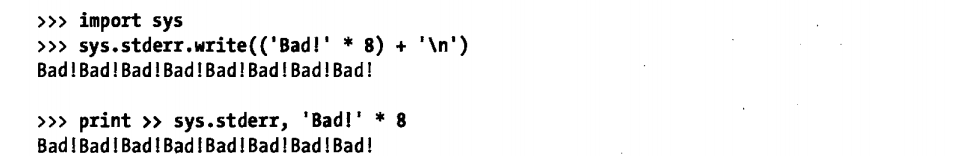 >>> import sys
>>> sys.stderr.write(('Bad!' * 8) + '\n')
Bad!Bad!Bad!Bad!Bad!Bad!Bad!Bad!
>>> print >> sys.stderr, 'Bad!' * 8
Bad!Bad!Bad!Bad!Bad!Bad!Bad!Bad!